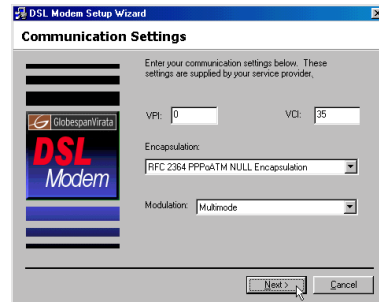 DSL Modem Setup Wizard
Communication Settings
Enter your communication settings below. These
settings are supplied by your service provider,
VPI: 0 VCI: 35
GlobespanVirata
DSL
Modem
Encapsulation:
RFC 2364 PPPoATM NULL Encapsulation
Modulation: Multimode
Next > Cancel